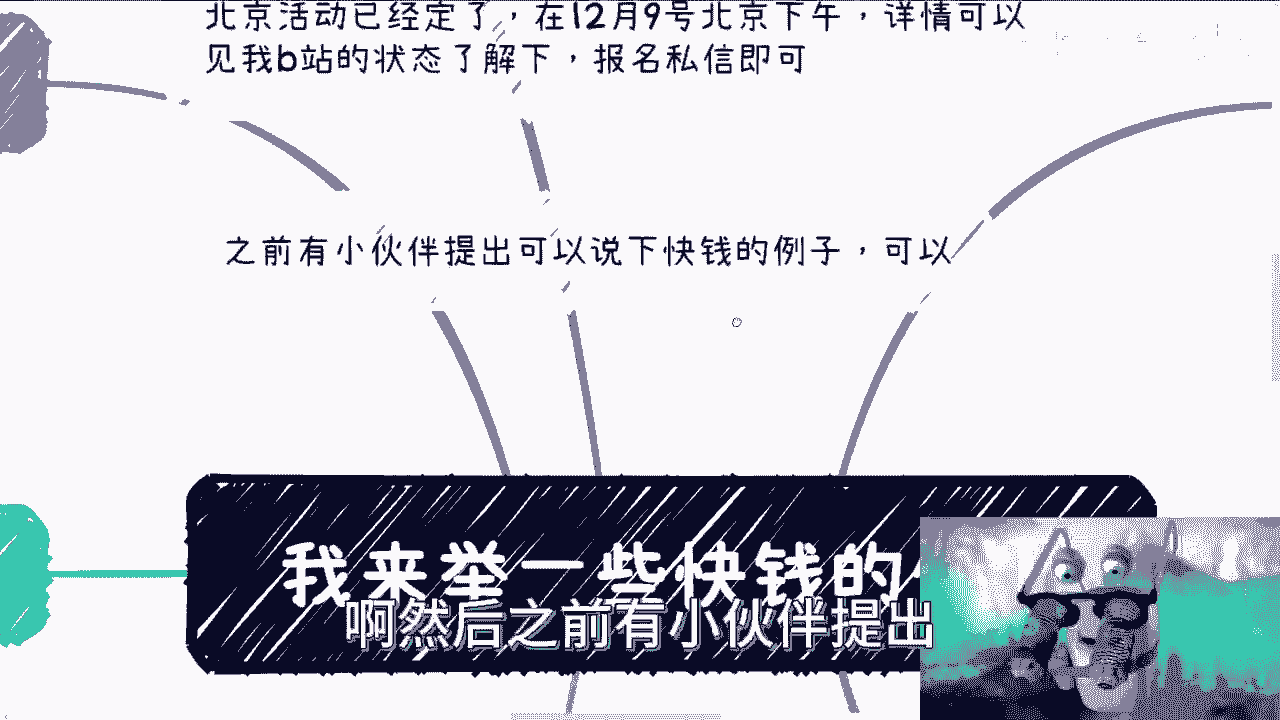 北京活动已经定了，在12月9号北京下午，详情可以
见我b站的状态了解下，报名私信即可
之前有小伙伴提出可以说下快钱的例子，可以
我来举一些快钱的
啊然后之前有小伙伴提出